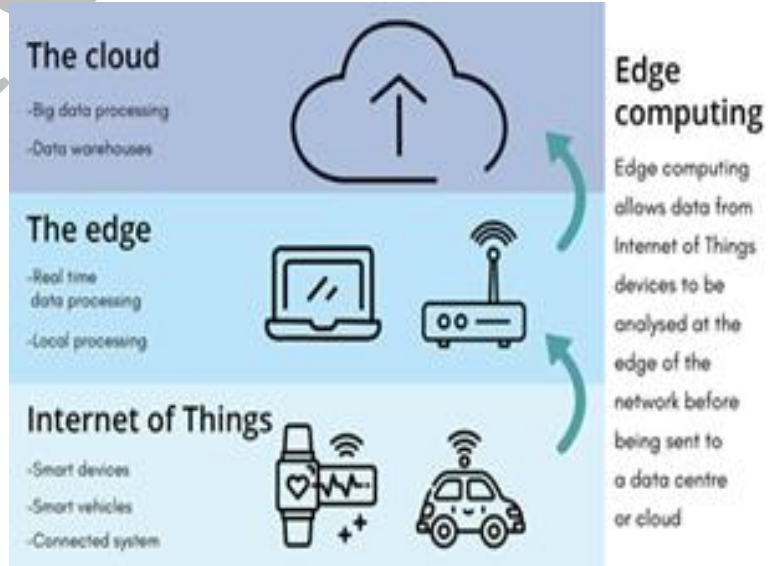 The cloud
-Big data processing
-Data warehouses
The edge
-Real time
data processing
-Local processing
Internet of Things
-Smart devices
-Smart vehicles
-Connected system
Edge
computing
Edge computing
allows data from
Internet of Things
devices to be
analysed at the
edge of the
network before
being sent to
a data centre
or cloud